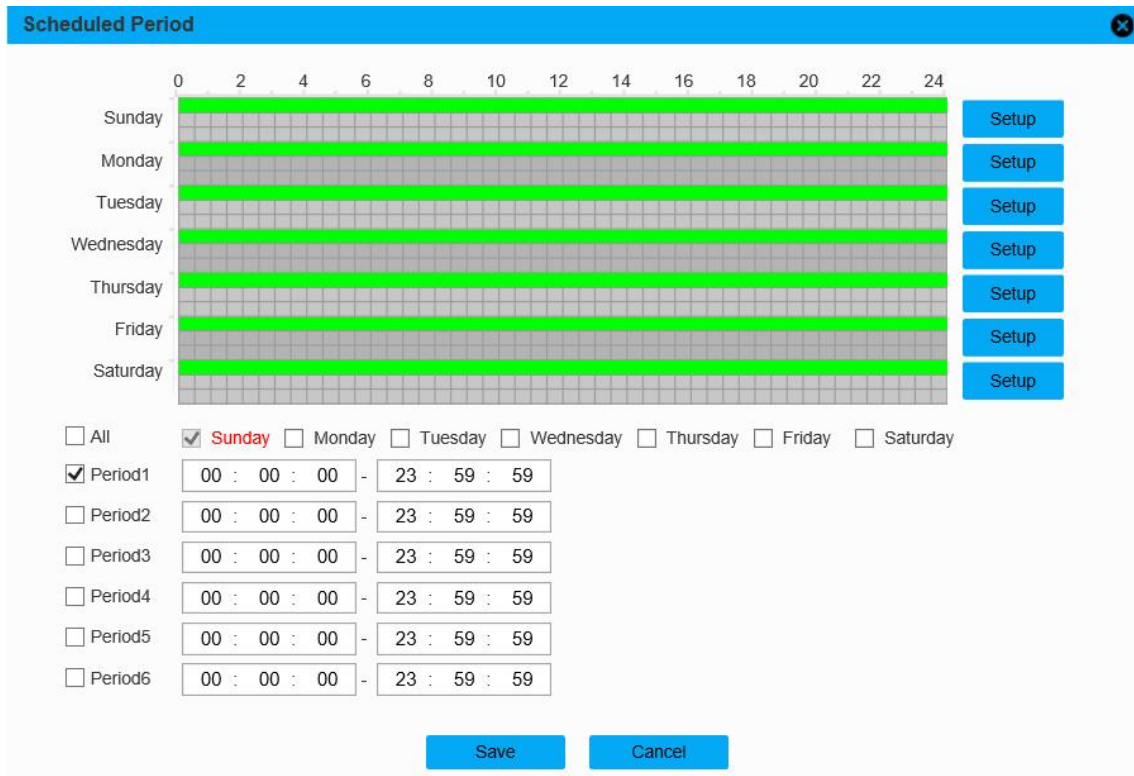 Scheduled Period
0 2 4 6 8 10 12 14 16 18 20 22 24
Sunday Setup
Monday Setup
Tuesday Setup
Wednesday Setup
Thursday Setup
Friday Setup
Saturday Setup
All Sunday Monday Tuesday Wednesday Thursday Friday Saturday
Period1 00 : 00 : 00 - 23 : 59 : 59
Period2 00 : 00 : 00 - 23 : 59 : 59
Period3 00 : 00 : 00 - 23 : 59 : 59
Period4 00 : 00 : 00 - 23 : 59 : 59
Period5 00 : 00 : 00 - 23 : 59 : 59
Period6 00 : 00 : 00 - 23 : 59 : 59
Save Cancel